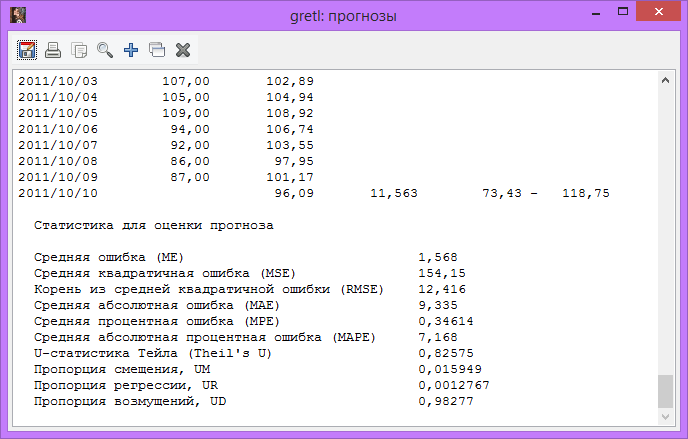 gretl: прогнозы
2011/10/03 107,00 102,89
2011/10/04 105,00 104,94
2011/10/05 109,00 108,92
2011/10/06 94,00 106,74
2011/10/07 92,00 103,55
2011/10/08 86,00 97,95
2011/10/09 87,00 101,17
2011/10/10 96,09 11,563 73,43 – 118,75
Статистика для оценки прогноза
Средняя ошибка (ME) 1,568
Средняя квадратичная ошибка (MSE) 154,15
Корень из средней квадратичной ошибки (RMSE) 12,416
Средняя абсолютная ошибка (MAE) 9,335
Средняя процентная ошибка (MPE) 0,34614
Средняя абсолютная процентная ошибка (MAPE) 7,168
U-статистика Тейла (Theil's U) 0,82575
Пропорция смешения, UM 0,015949
Пропорция регрессии, UR 0,0012767
Пропорция возмущений, UD 0,98277